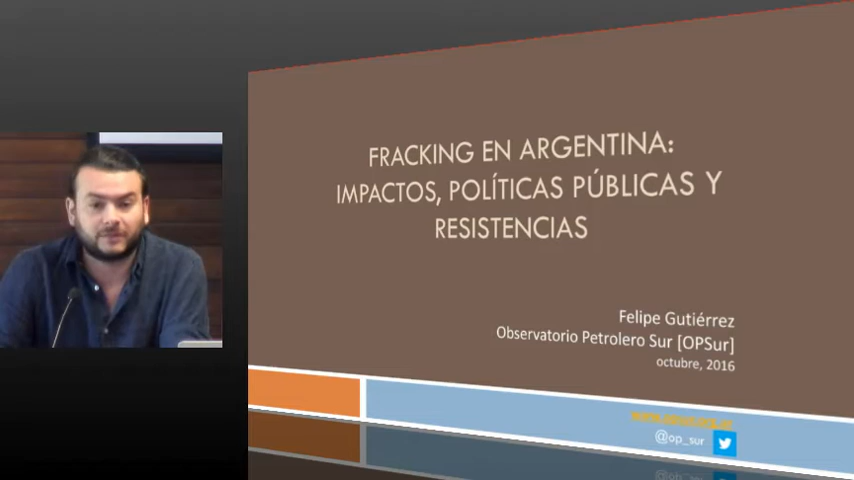 FRACKING EN ARGENTINA:
IMPACTOS, POLÍTICAS PÚBLICAS Y
RESISTENCIAS
Felipe Gutiérrez
Observatorio Petrolero Sur [OPSur]
octubre, 2016
@op_sur